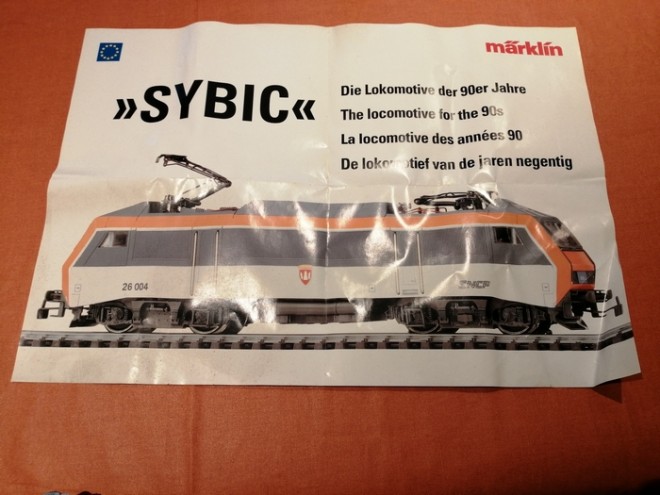 märklin
»SYBIC«
Die Lokomotive der 90er Jahre
The locomotive for the 90s
La locomotive des années 90
De lokomotief van de jaren negentig
26 004
SNCF